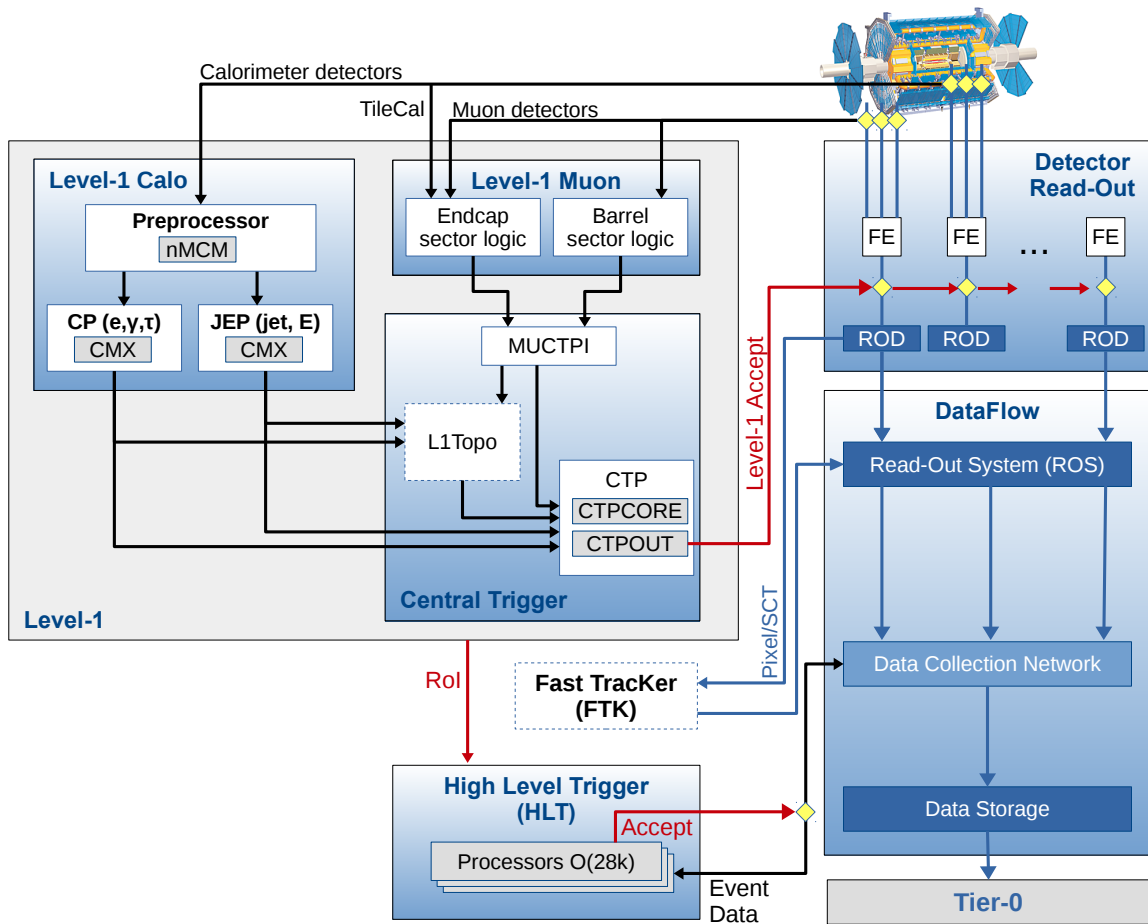 Calorimeter detectors
TileCal
Muon detectors
Level-1 Calo
Preprocessor
nMCM
CP (e,γ,τ)
CMX
JEP (jet, E)
CMX
Level-1 Muon
Endcap
sector logic
Barrel
sector logic
MUCTPI
L1Topo
CTP
CTPCORE
CTPOUT
Central Trigger
Level-1
Level-1 Accept
Detector
Read-Out
FE
FE
...
FE
ROD
ROD
ROD
DataFlow
Read-Out System (ROS)
Data Collection Network
Data Storage
Tier-0
Pixel/SCT
RoI
Fast TracKer
(FTK)
High Level Trigger
(HLT)
Accept
Processors O(28k)
Event
Data